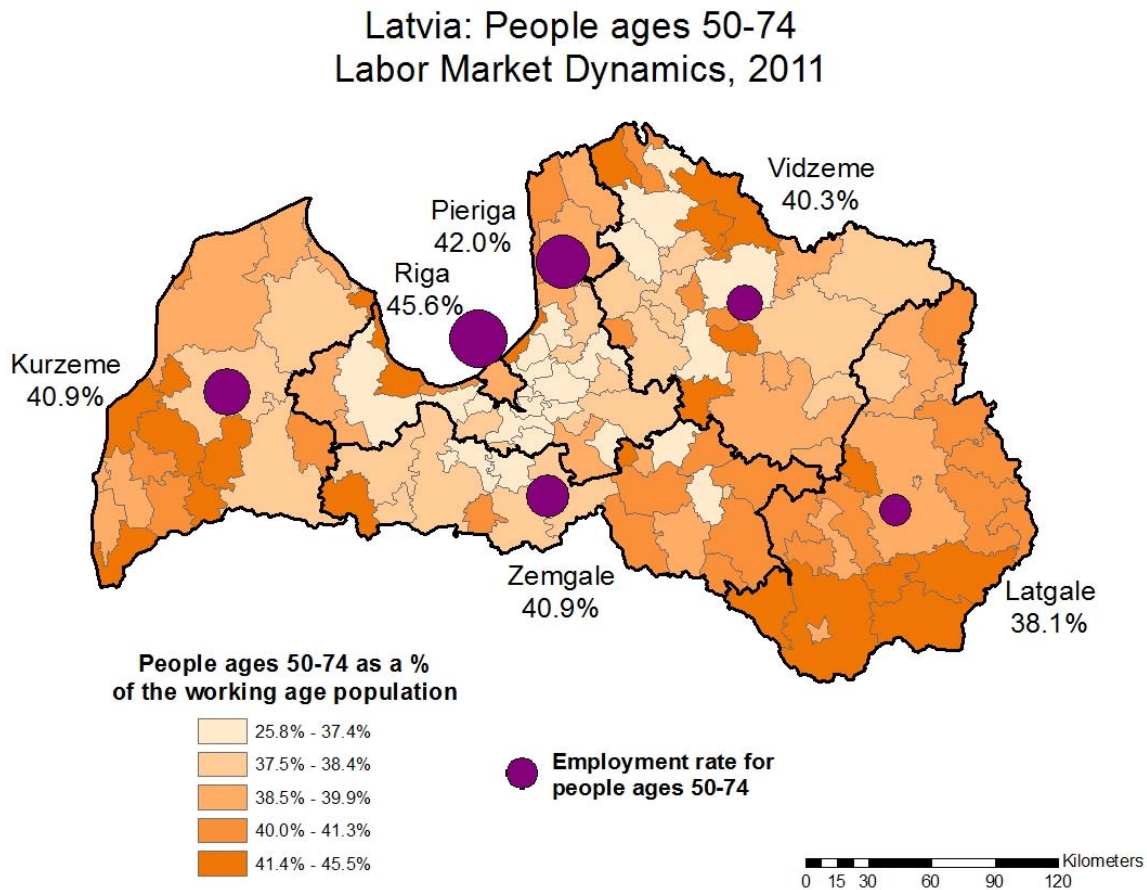 Latvia: People ages 50-74
Labor Market Dynamics, 2011
Vidzeme
40.3%
Pieriga
42.0%
Riga
45.6%
Kurzeme
40.9%
Zemgale
40.9%
Latgale
38.1%
People ages 50-74 as a %
of the working age population
25.8% - 37.4%
37.5% - 38.4%
38.5% - 39.9%
40.0% - 41.3%
41.4% - 45.5%
Employment rate for
people ages 50-74
Kilometers
0 15 30 60 90 120